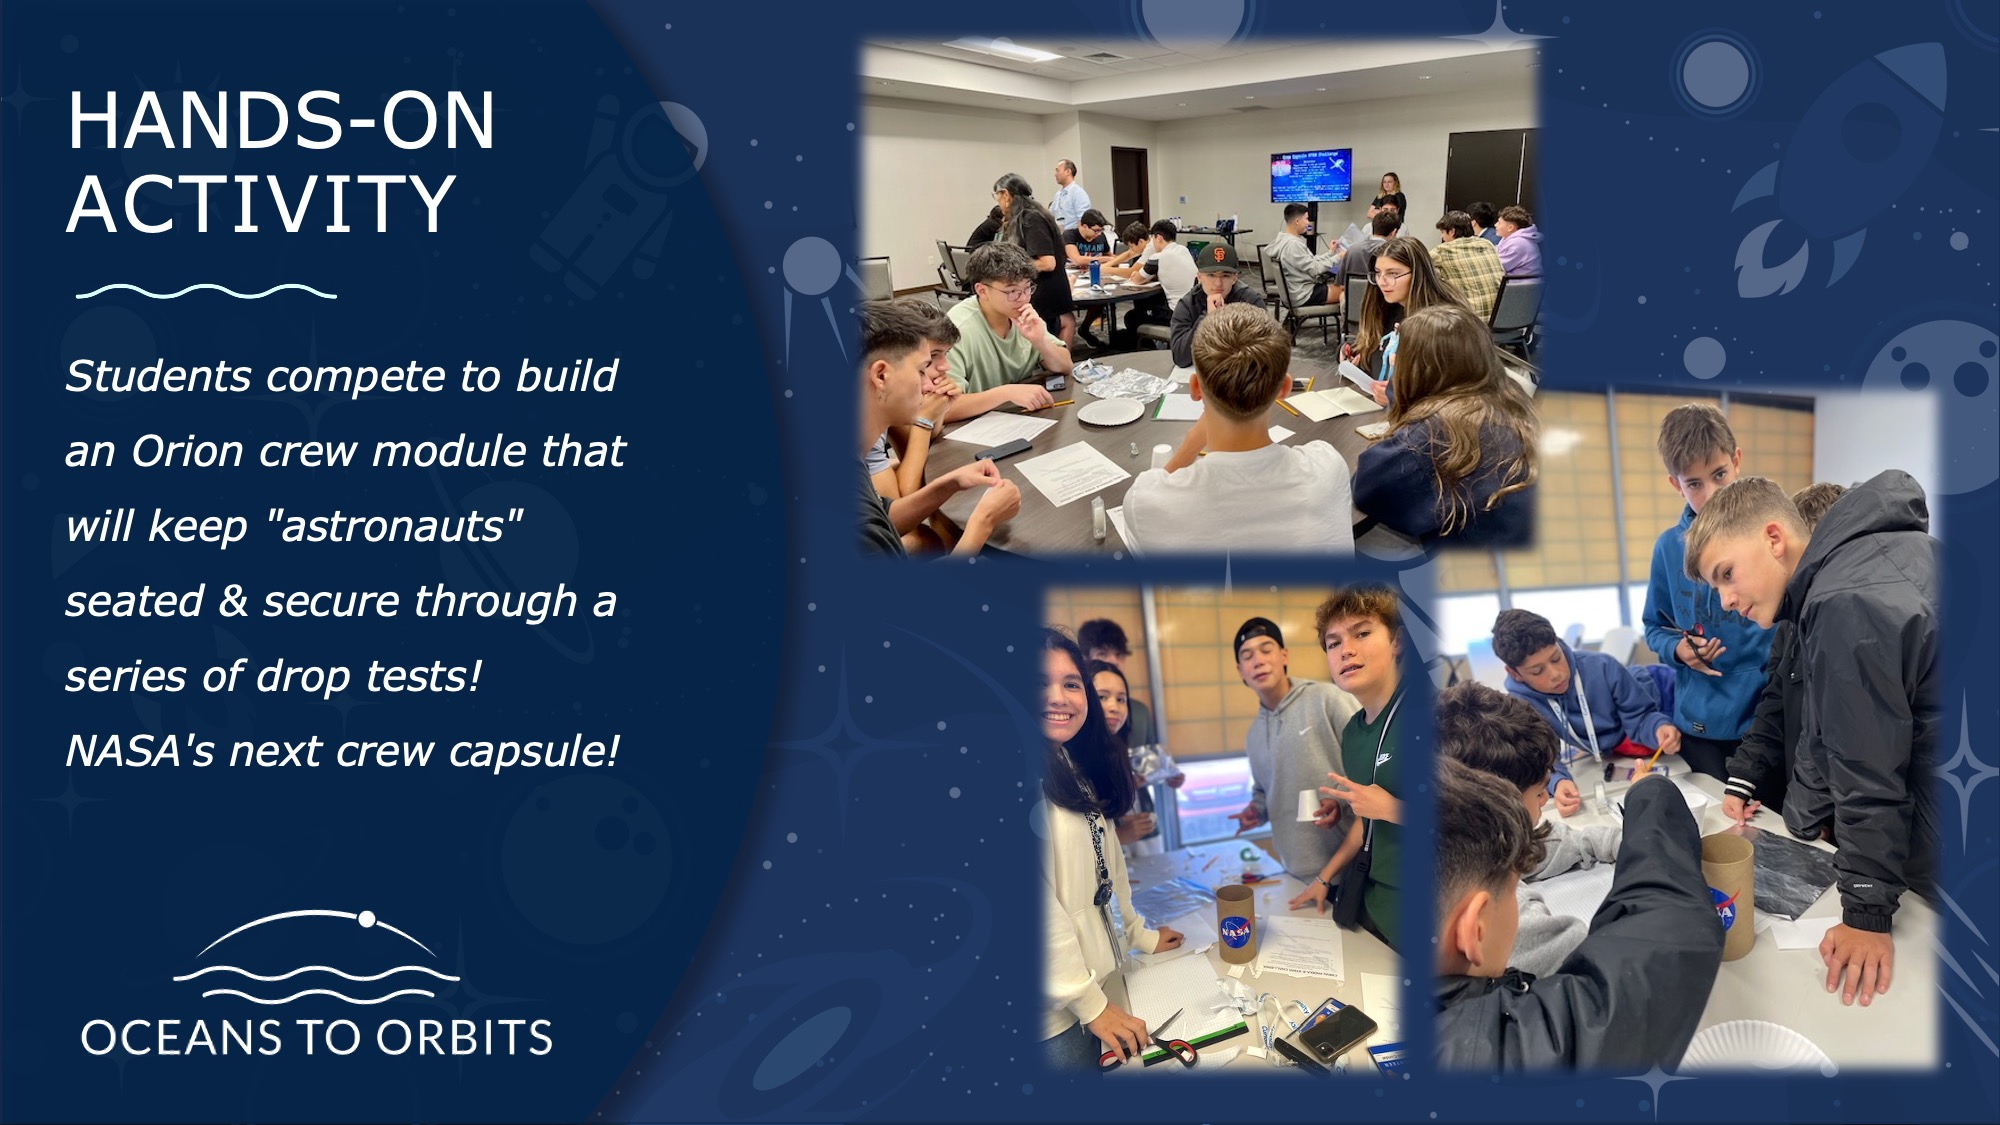 HANDS-ON
ACTIVITY
Students compete to build
an Orion crew module that
will keep "astronauts"
seated & secure through a
series of drop tests!
NASA's next crew capsule!
OCEANS TO ORBITS
NASA